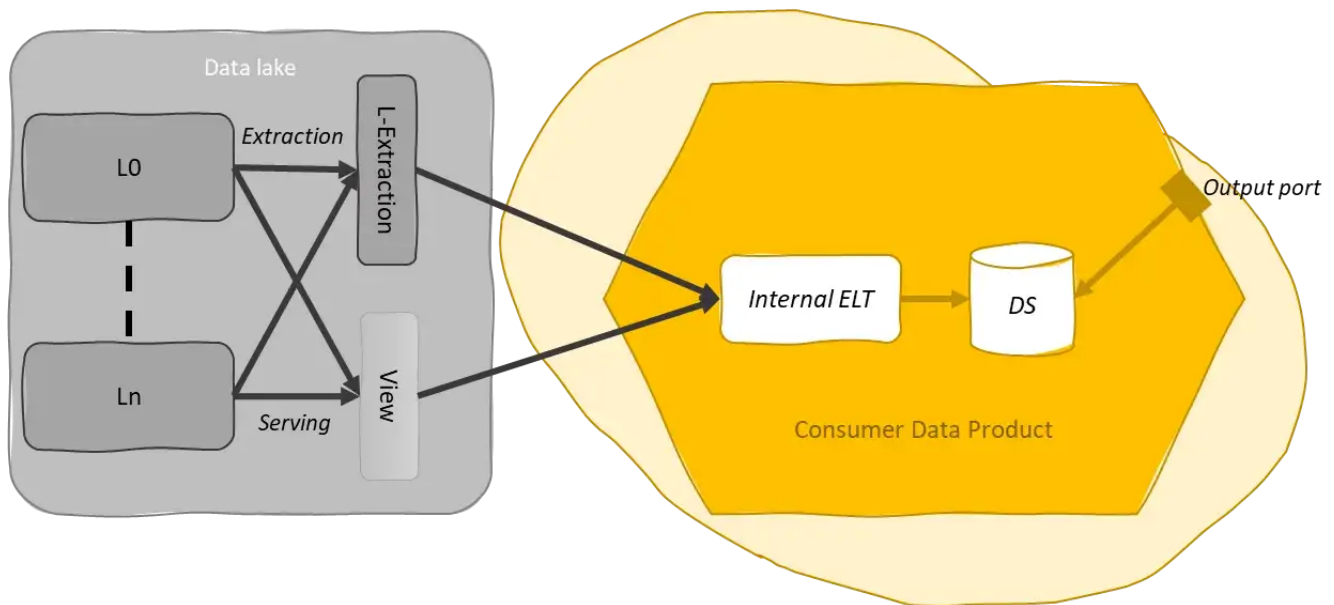 Data lake
L0
Extraction
L-Extraction
Ln
Serving
View
Internal ELT
DS
Output port
Consumer Data Product